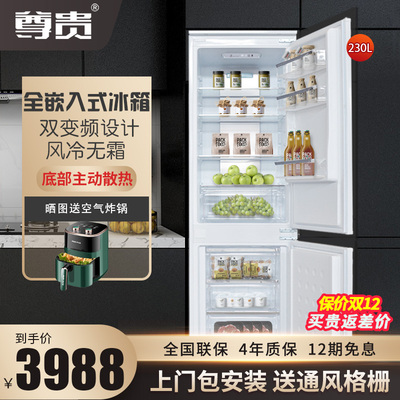 尊贵®
230L
全嵌入式冰箱
双变频设计
风冷无霜
底部主动散热
晒图送空气炸锅
保价双12
买贵返差价
到手价:
¥3988
全国联保 4年质保 12期免息
上门包安装 送通风格栅